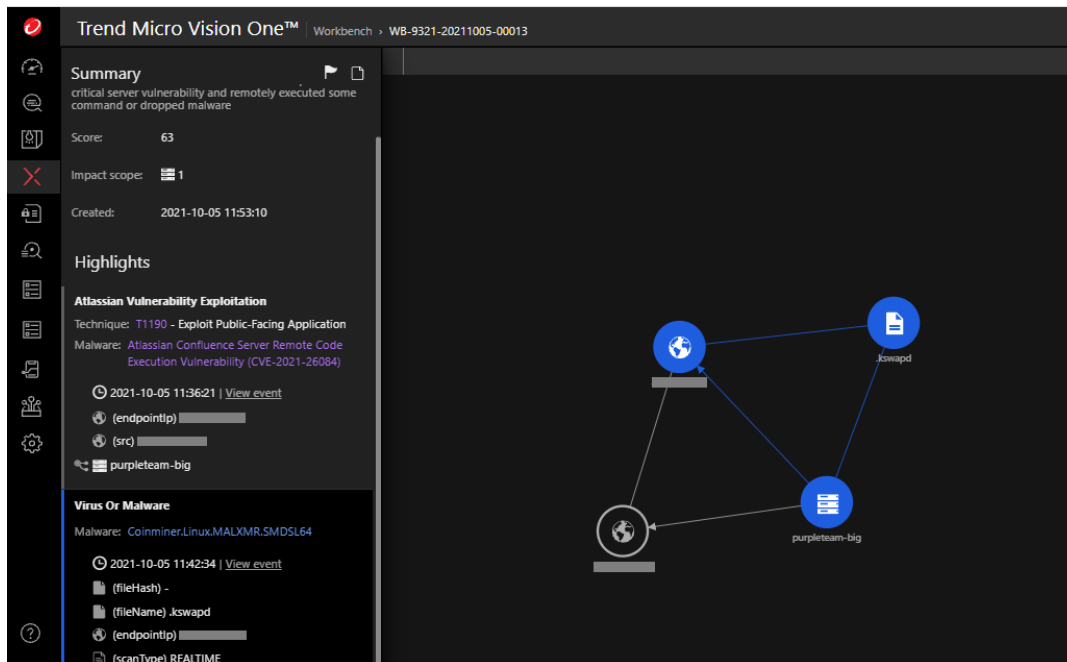 Trend Micro Vision One™ | Workbench > WB-9321-20211005-00013
Summary
critical server vulnerability and remotely executed some
command or dropped malware
Score: 63
Impact scope: 1
Created: 2021-10-05 11:53:10
Highlights
Atlassian Vulnerability Exploitation
Technique: T1190 - Exploit Public-Facing Application
Malware: Atlassian Confluence Server Remote Code
Execution Vulnerability (CVE-2021-26084)
2021-10-05 11:36:21 | View event
(endpointIp)
(src)
purpleteam-big
Virus Or Malware
Malware: Coinminer.Linux.MALXMR.SMDSL64
2021-10-05 11:42:34 | View event
(fileHash) -
(fileName) .kswapd
(endpointIp)
(scanType) REALTIME
.kswapd
purpleteam-big